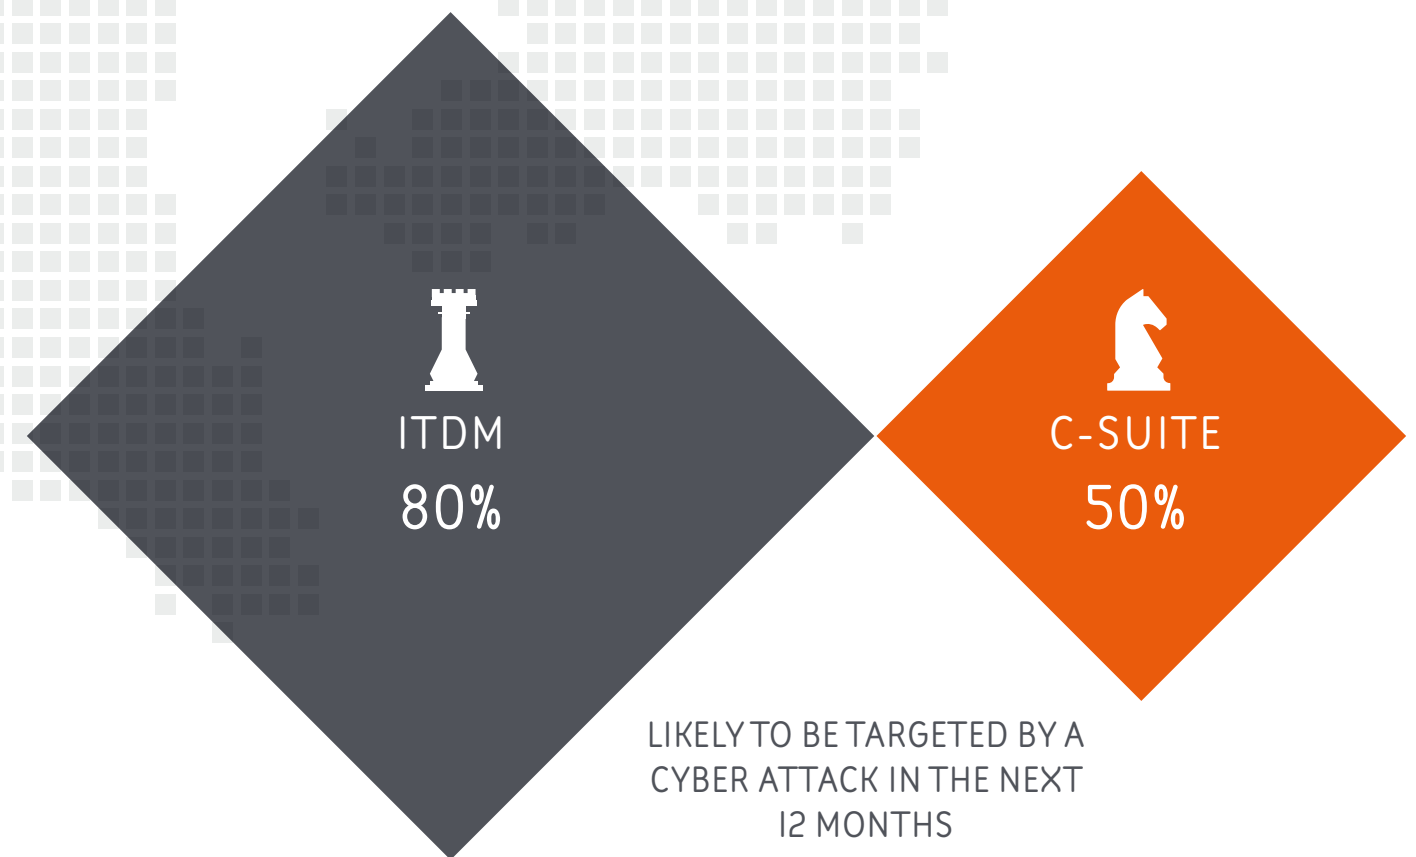 ITDM
80%
C-SUITE
50%
LIKELY TO BE TARGETED BY A
CYBER ATTACK IN THE NEXT
12 MONTHS